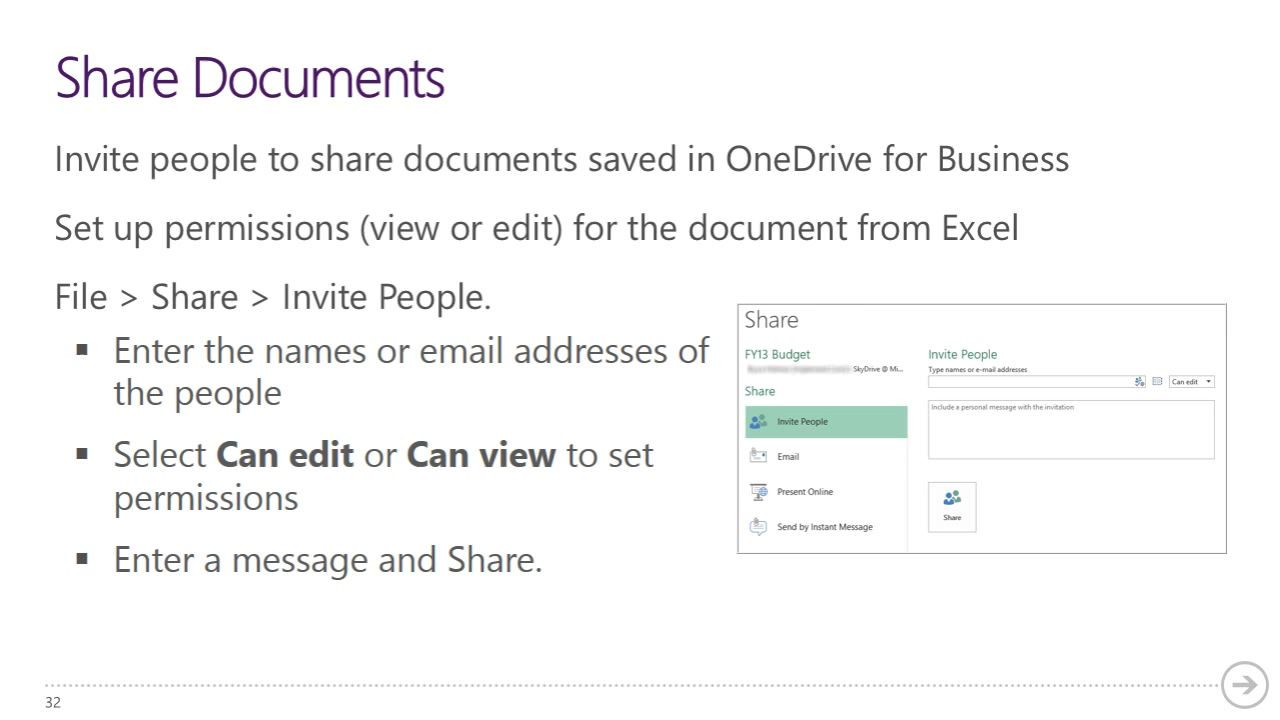 Share Documents
Invite people to share documents saved in OneDrive for Business
Set up permissions (view or edit) for the document from Excel
File > Share > Invite People.
▪ Enter the names or email addresses of
the people
▪ Select Can edit or Can view to set
permissions
▪ Enter a message and Share.
Share
FY13 Budget
SkyDrive @ Mi...
Share
Invite People
Email
Present Online
Send by Instant Message
Invite People
Type names or e-mail addresses
Can edit
Include a personal message with the invitation
Share
32